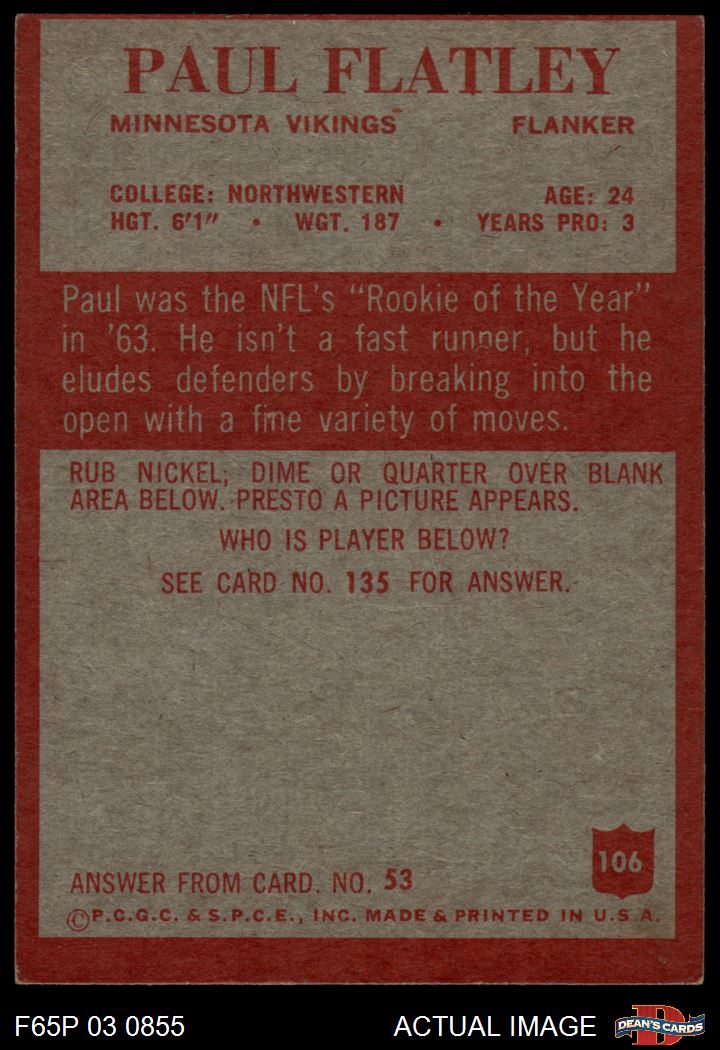 PAUL FLATLEY
MINNESOTA VIKINGS FLANKER
COLLEGE: NORTHWESTERN AGE: 24
HGT. 6'1" • WGT. 187 • YEARS PRO: 3
Paul was the NFL's "Rookie of the Year"
in '63. He isn't a fast runner, but he
eludes defenders by breaking into the
open with a fine variety of moves.
RUB NICKEL, DIME OR QUARTER OVER BLANK
AREA BELOW. PRESTO A PICTURE APPEARS.
WHO IS PLAYER BELOW?
SEE CARD NO. 135 FOR ANSWER.
106
ANSWER FROM CARD. NO. 53
©P.C.G.C. & S.P.C.E., INC. MADE & PRINTED IN U.S.A.
F65P 03 0855 ACTUAL IMAGE D DEAN'S CARDS